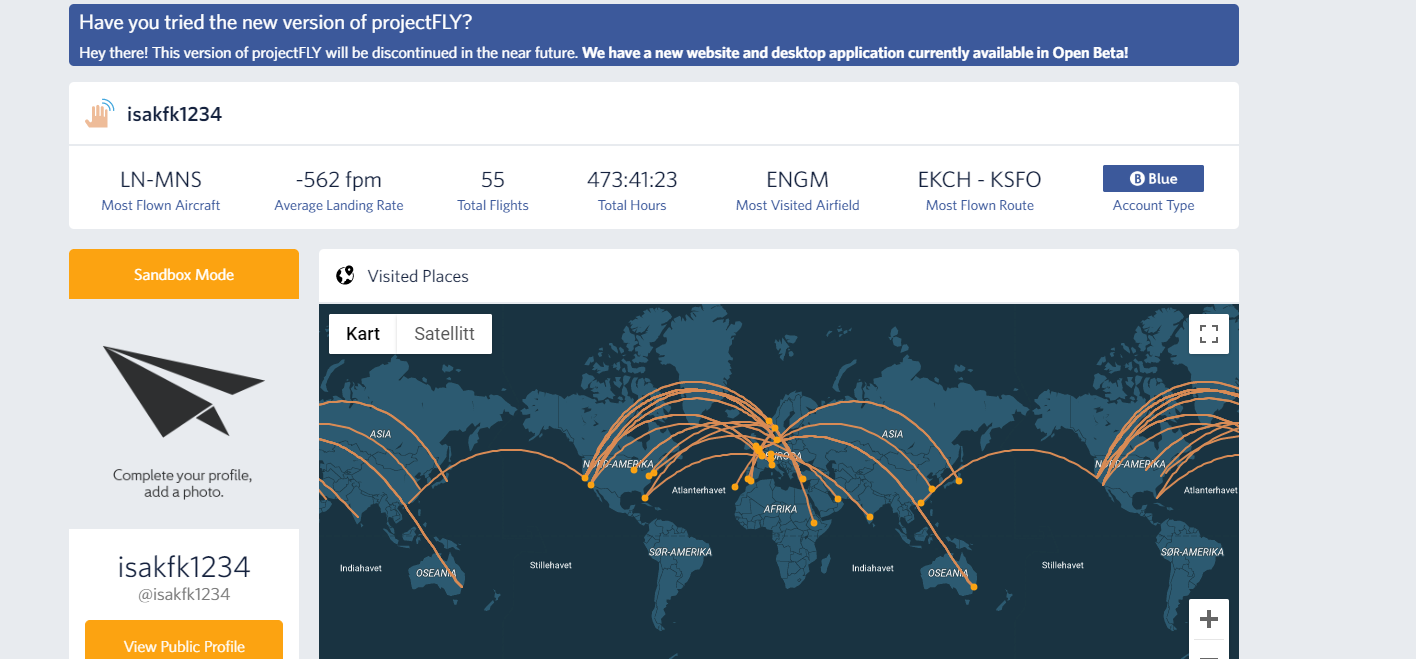 Have you tried the new version of projectFLY?
Hey there! This version of projectFLY will be discontinued in the near future. We have a new website and desktop application currently available in Open Beta!
isakfk1234
LN-MNS
Most Flown Aircraft
-562 fpm
Average Landing Rate
55
Total Flights
473:41:23
Total Hours
ENGM
Most Visited Airfield
EKCH - KSFO
Most Flown Route
B Blue
Account Type
Sandbox Mode
Complete your profile,
add a photo.
isakfk1234
@isakfk1234
View Public Profile
Visited Places
Kart
Satellitt
ASIA
NORD-AMERIKA
EUROPA
ASIA
NORD-AMERIKA
Atlanterhavet
Atlanterhavet
AFRIKA
SØR-AMERIKA
SØR-AMERIKA
Indiahavet
OSEANIA
Stillehavet
Indiahavet
OSEANIA
Stillehavet